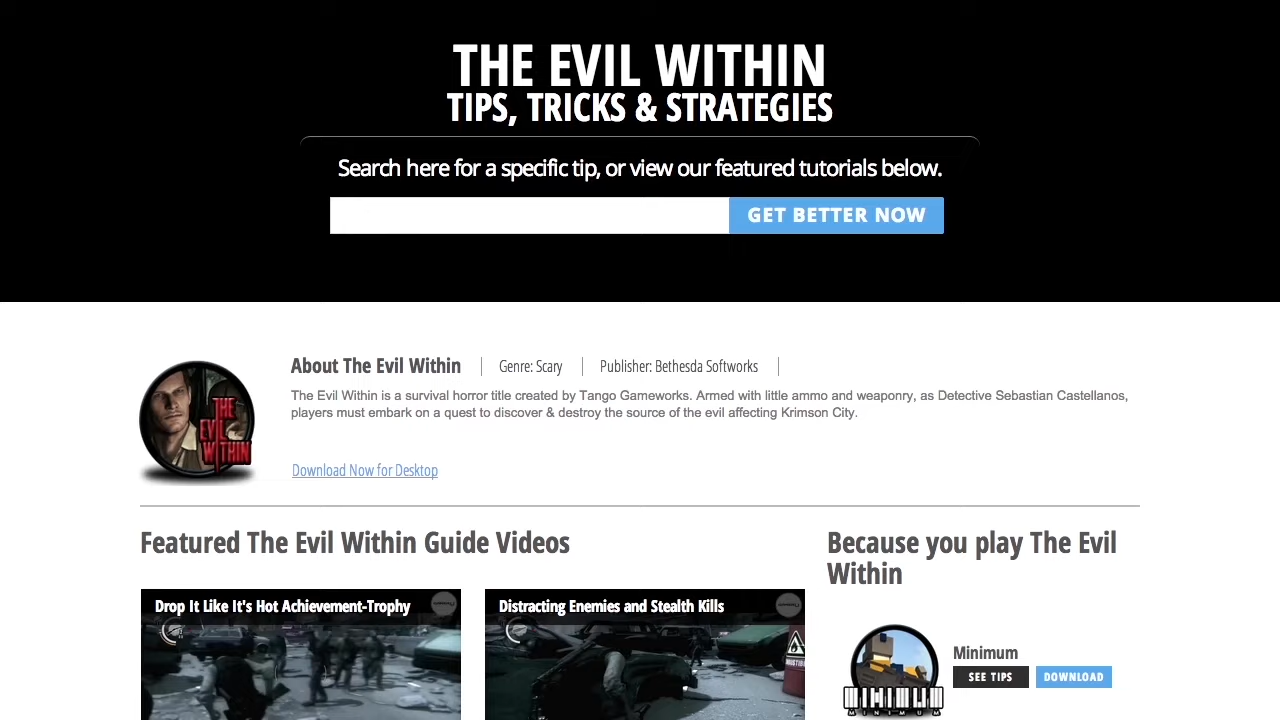 THE EVIL WITHIN
TIPS, TRICKS & STRATEGIES
Search here for a specific tip, or view our featured tutorials below.
GET BETTER NOW
About The Evil Within
Genre: Scary
Publisher: Bethesda Softworks
The Evil Within is a survival horror title created by Tango Gameworks. Armed with little ammo and weaponry, as Detective Sebastian Castellanos,
players must embark on a quest to discover & destroy the source of the evil affecting Krimson City.
THE
EVIL
WITHIN
Download Now for Desktop
Featured The Evil Within Guide Videos
Because you play The Evil
Within
Drop It Like It's Hot Achievement-Trophy
Distracting Enemies and Stealth Kills
Minimum
SEE TIPS
DOWNLOAD
MINIMUM
MINIMUM